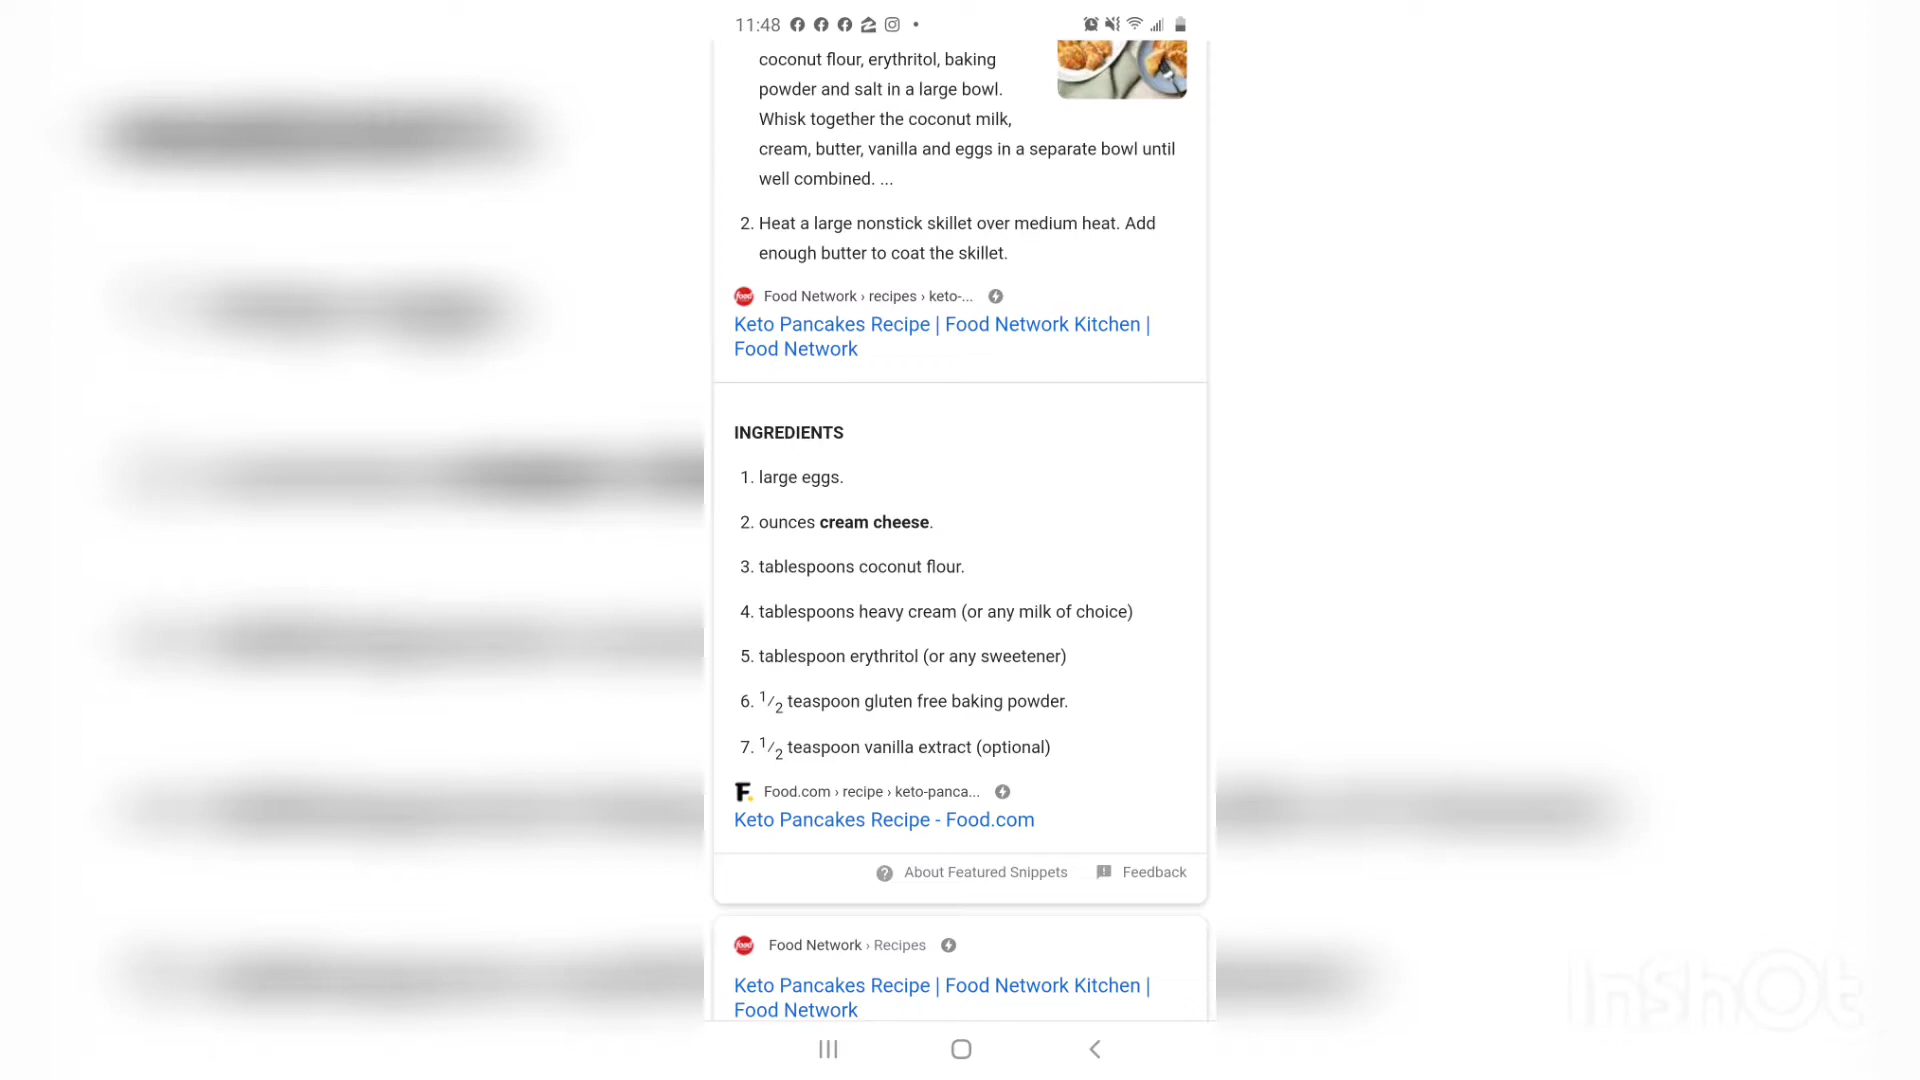 11:48
coconut flour, erythritol, baking
powder and salt in a large bowl.
Whisk together the coconut milk,
cream, butter, vanilla and eggs in a separate bowl until
well combined. ...
2. Heat a large nonstick skillet over medium heat. Add
enough butter to coat the skillet.
food Food Network › recipes › keto-...
Keto Pancakes Recipe | Food Network Kitchen |
Food Network
INGREDIENTS
1. large eggs.
2. ounces cream cheese.
3. tablespoons coconut flour.
4. tablespoons heavy cream (or any milk of choice)
5. tablespoon erythritol (or any sweetener)
6. 1/2 teaspoon gluten free baking powder.
7. 1/2 teaspoon vanilla extract (optional)
F. Food.com › recipe › keto-panca...
Keto Pancakes Recipe - Food.com
About Featured Snippets Feedback
food Food Network › Recipes
Keto Pancakes Recipe | Food Network Kitchen |
Food Network
InShOt